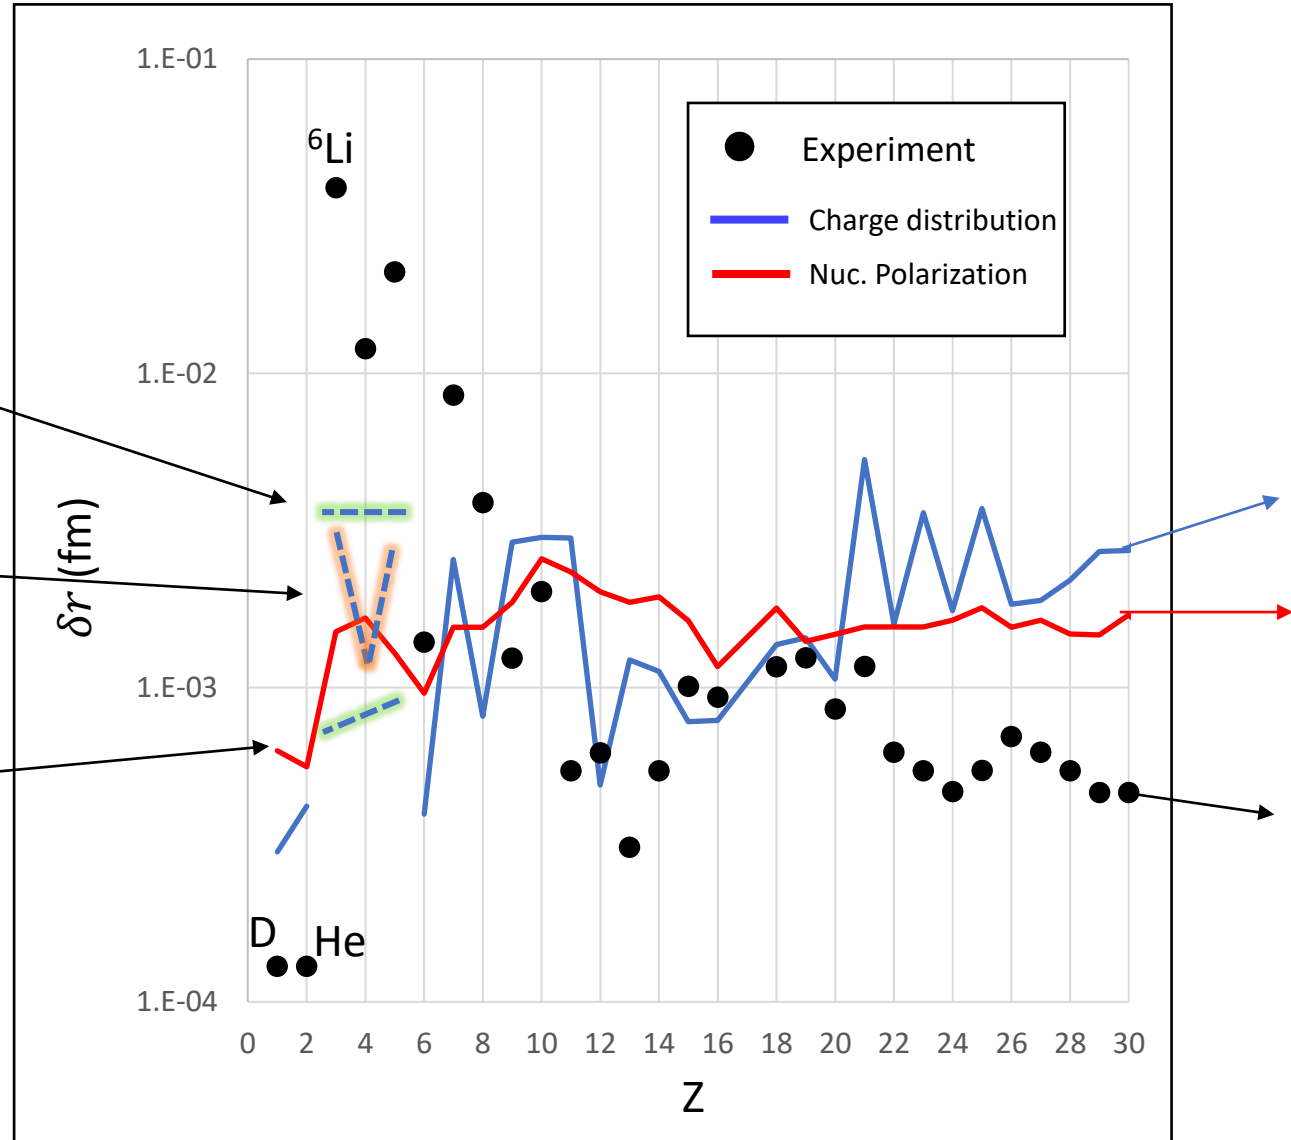 1.E-01
⁶Li
Experiment
Charge distribution
Nuc. Polarization
1.E-02
δr (fm)
1.E-03
D
He
1.E-04
0 2 4 6 8 10 12 14 16 18 20 22 24 26 28 30
Z